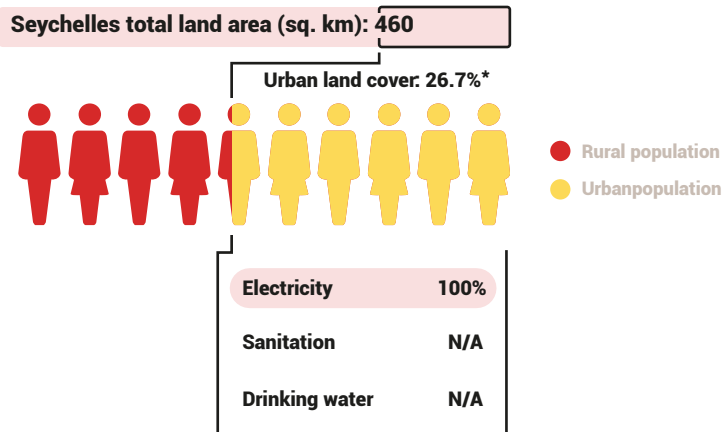 Seychelles total land area (sq. km): 460
Urban land cover: 26.7%*
Rural population
Urbanpopulation
Electricity 100%
Sanitation N/A
Drinking water N/A